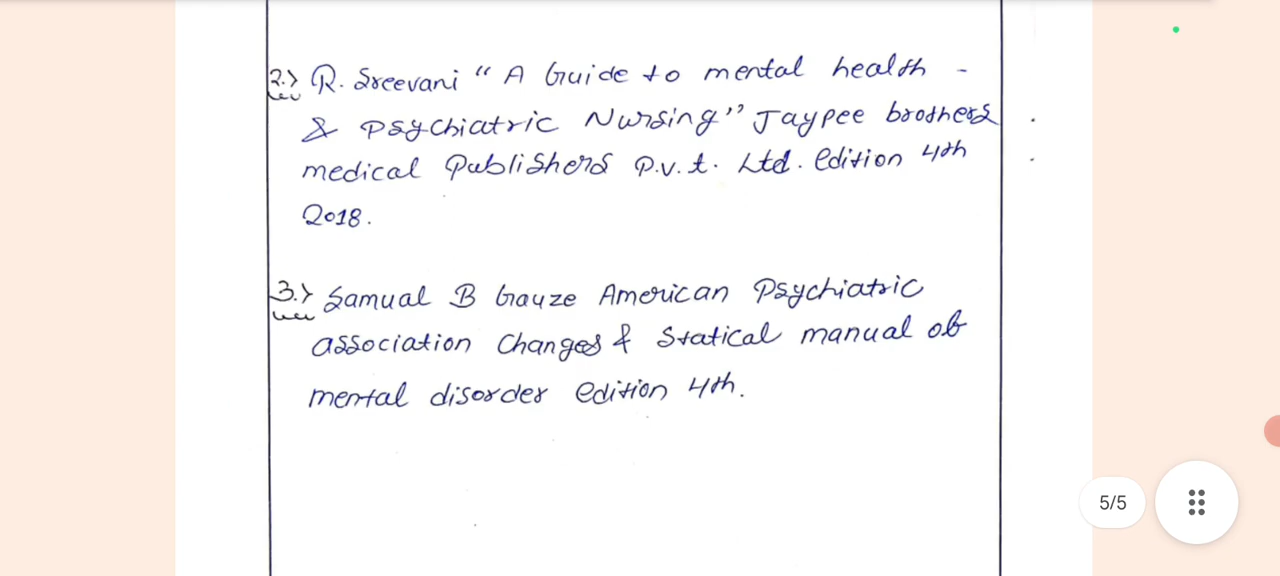 2.) R. Sreevani “ A Guide to mental health -
& Psychiatric Nursing” Jaypee brothers
medical Publishers P.v.t. Ltd. Edition 4th
2018.
3.) Samual B Gauze American Psychiatric
association Changes & Statical manual of
mental disorder edition 4th.
5/5